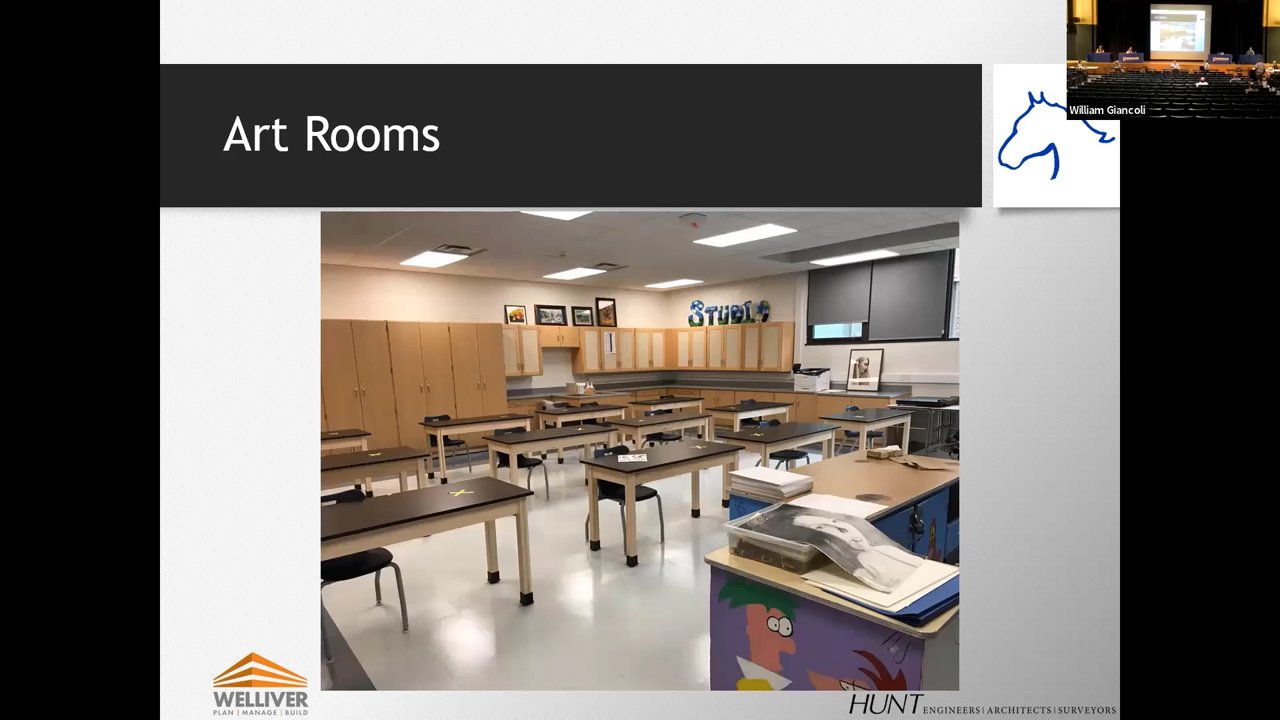 Art Rooms
William Giancoli
STUDIO
WELLIVER
PLAN | MANAGE | BUILD
HUNT ENGINEERS | ARCHITECTS | SURVEYORS